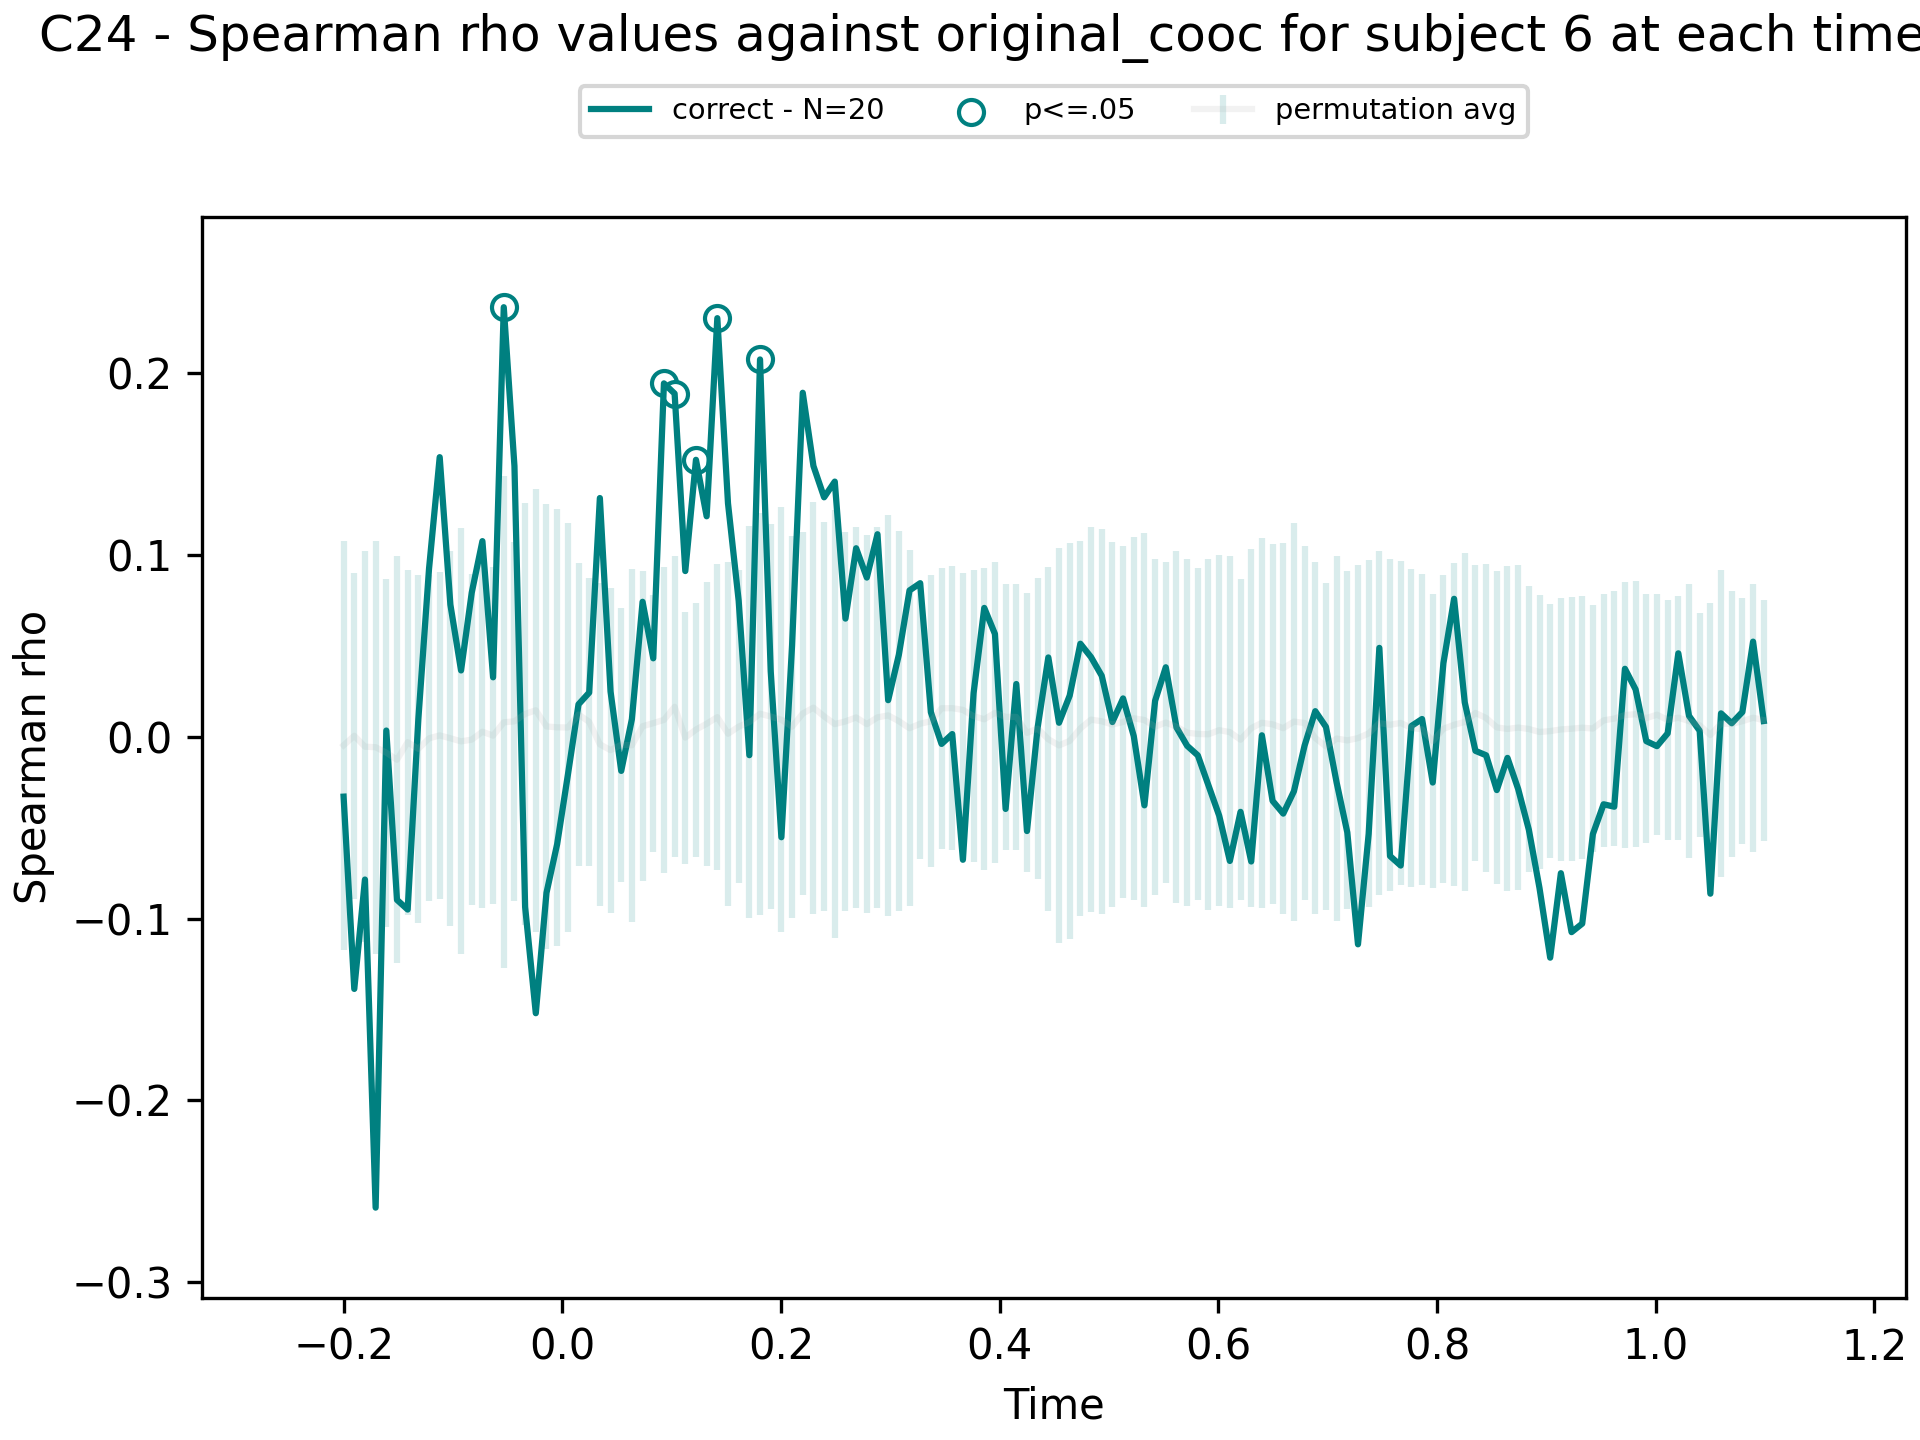 C24 - Spearman rho values against original_cooc for subject 6 at each time
correct - N=20 p<=.05 permutation avg
Spearman rho
0.2
0.1
0.0
−0.1
−0.2
−0.3
−0.2 0.0 0.2 0.4 0.6 0.8 1.0 1.2
Time